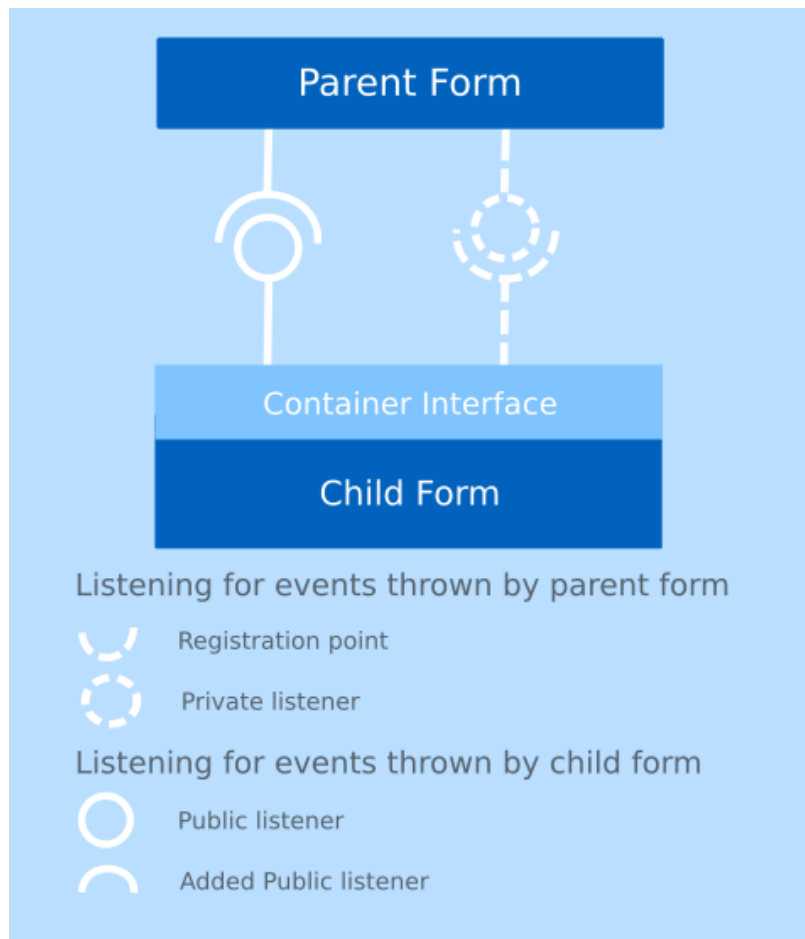 Parent Form
Container Interface
Child Form
Listening for events thrown by parent form
Registration point
Private listener
Listening for events thrown by child form
Public listener
Added Public listener